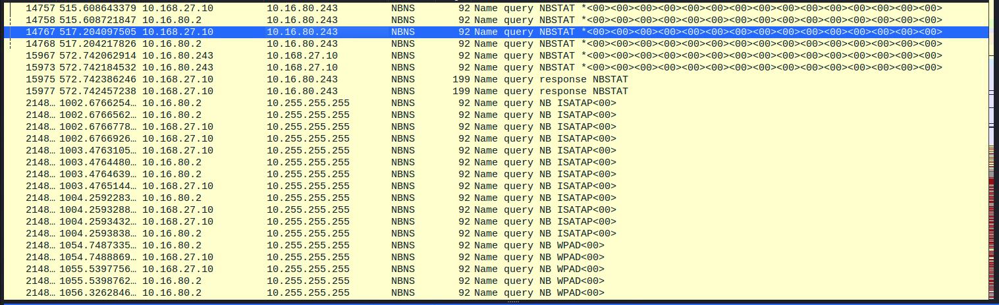 14757 515.608643379 10.168.27.10 10.16.80.243 NBNS 92 Name query NBSTAT *<00><00><00><00><00><00><00><00><00><00><00><00><00><00><00>
14758 515.608721847 10.16.80.2 10.16.80.243 NBNS 92 Name query NBSTAT *<00><00><00><00><00><00><00><00><00><00><00><00><00><00><00>
14767 517.204097505 10.168.27.10 10.16.80.243 NBNS 92 Name query NBSTAT *<00><00><00><00><00><00><00><00><00><00><00><00><00><00><00>
14768 517.204217826 10.16.80.2 10.16.80.243 NBNS 92 Name query NBSTAT *<00><00><00><00><00><00><00><00><00><00><00><00><00><00><00>
15967 572.742062914 10.16.80.243 10.168.27.10 NBNS 92 Name query NBSTAT *<00><00><00><00><00><00><00><00><00><00><00><00><00><00><00>
15973 572.742184532 10.16.80.243 10.168.27.10 NBNS 92 Name query NBSTAT *<00><00><00><00><00><00><00><00><00><00><00><00><00><00><00>
15975 572.742386246 10.168.27.10 10.16.80.243 NBNS 199 Name query response NBSTAT
15977 572.742457238 10.168.27.10 10.16.80.243 NBNS 199 Name query response NBSTAT
2148… 1002.6766254… 10.16.80.2 10.255.255.255 NBNS 92 Name query NB ISATAP<00>
2148… 1002.6766562… 10.16.80.2 10.255.255.255 NBNS 92 Name query NB ISATAP<00>
2148… 1002.6766778… 10.168.27.10 10.255.255.255 NBNS 92 Name query NB ISATAP<00>
2148… 1002.6766926… 10.168.27.10 10.255.255.255 NBNS 92 Name query NB ISATAP<00>
2148… 1003.4763105… 10.168.27.10 10.255.255.255 NBNS 92 Name query NB ISATAP<00>
2148… 1003.4764480… 10.16.80.2 10.255.255.255 NBNS 92 Name query NB ISATAP<00>
2148… 1003.4764639… 10.16.80.2 10.255.255.255 NBNS 92 Name query NB ISATAP<00>
2148… 1003.4765144… 10.168.27.10 10.255.255.255 NBNS 92 Name query NB ISATAP<00>
2148… 1004.2592283… 10.16.80.2 10.255.255.255 NBNS 92 Name query NB ISATAP<00>
2148… 1004.2593288… 10.168.27.10 10.255.255.255 NBNS 92 Name query NB ISATAP<00>
2148… 1004.2593432… 10.168.27.10 10.255.255.255 NBNS 92 Name query NB ISATAP<00>
2148… 1004.2593838… 10.16.80.2 10.255.255.255 NBNS 92 Name query NB ISATAP<00>
2148… 1054.7487335… 10.16.80.2 10.255.255.255 NBNS 92 Name query NB WPAD<00>
2148… 1054.7488869… 10.168.27.10 10.255.255.255 NBNS 92 Name query NB WPAD<00>
2148… 1055.5397756… 10.168.27.10 10.255.255.255 NBNS 92 Name query NB WPAD<00>
2148… 1055.5398762… 10.16.80.2 10.255.255.255 NBNS 92 Name query NB WPAD<00>
2148… 1056.3262846… 10.16.80.2 10.255.255.255 NBNS 92 Name query NB WPAD<00>